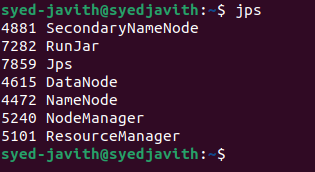 syed-javith@syedjavith:~$ jps
4881 SecondaryNameNode
7282 RunJar
7859 Jps
4615 DataNode
4472 NameNode
5240 NodeManager
5101 ResourceManager
syed-javith@syedjavith:~$